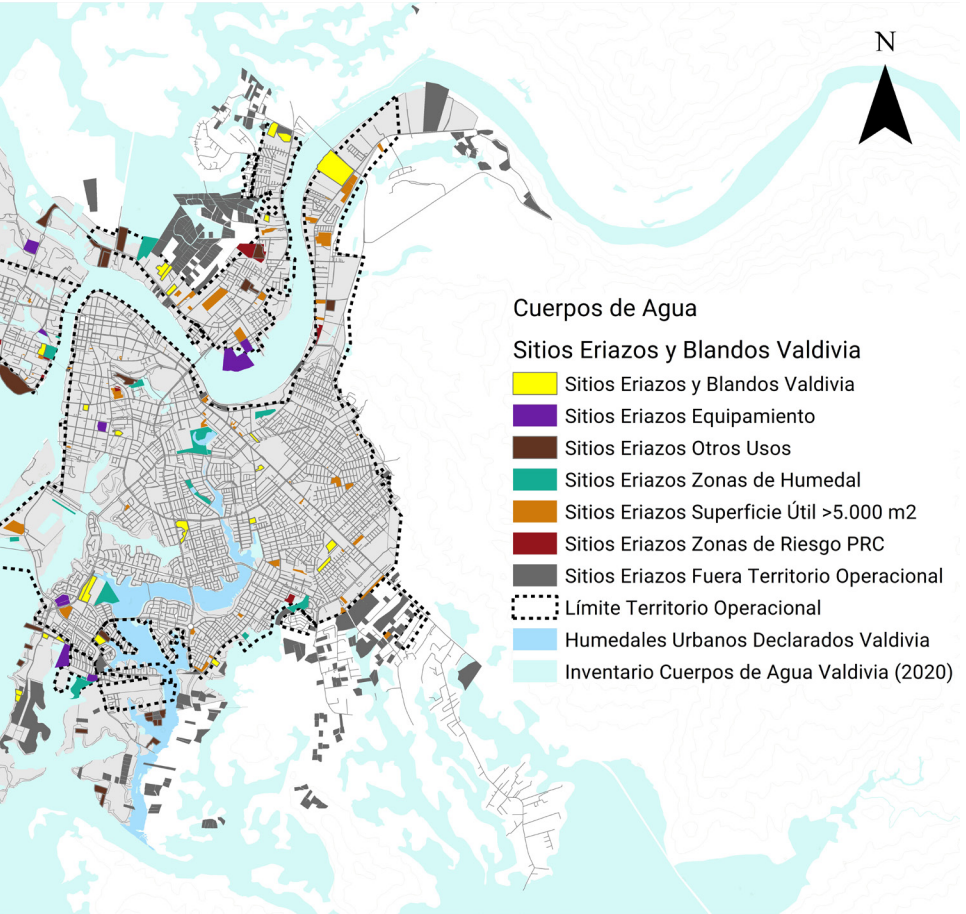 N
Cuerpos de Agua
Sitios Eriazos y Blandos Valdivia
Sitios Eriazos y Blandos Valdivia
Sitios Eriazos Equipamiento
Sitios Eriazos Otros Usos
Sitios Eriazos Zonas de Humedal
Sitios Eriazos Superficie Útil >5.000 m2
Sitios Eriazos Zonas de Riesgo PRC
Sitios Eriazos Fuera Territorio Operacional
Límite Territorio Operacional
Humedales Urbanos Declarados Valdivia
Inventario Cuerpos de Agua Valdivia (2020)